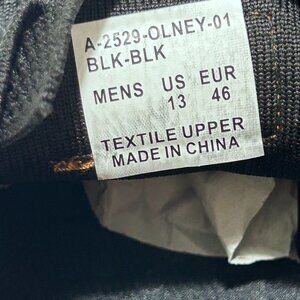 A-2529-OLNEY-01
BLK-BLK
MENS US EUR
13 46
TEXTILE UPPER
MADE IN CHINA